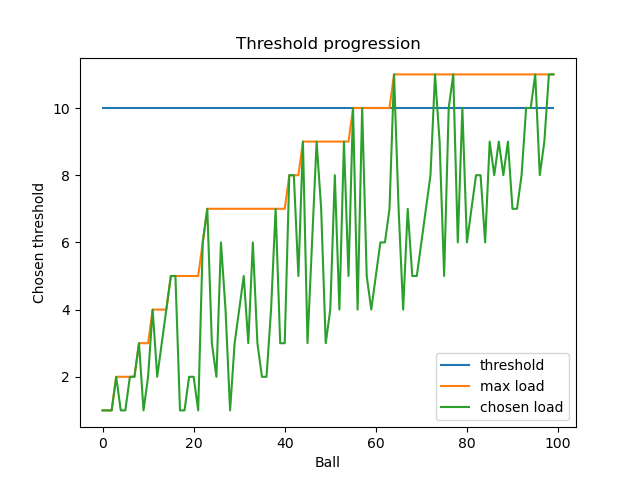 Threshold progression
Chosen threshold
10
8
6
4
2
threshold
max load
chosen load
0 20 40 60 80 100
Ball